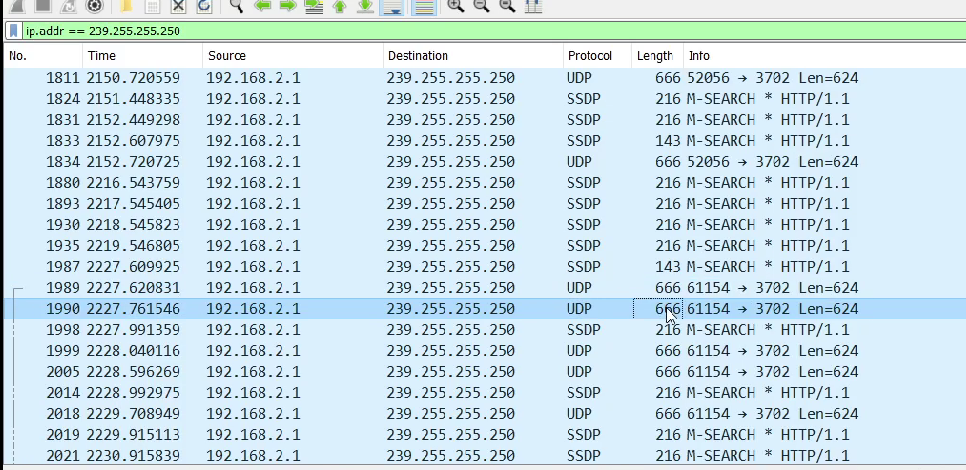 ip.addr == 239.255.255.250
No. Time Source Destination Protocol Length Info
1811 2150.720559 192.168.2.1 239.255.255.250 UDP 666 52056 → 3702 Len=624
1824 2151.448335 192.168.2.1 239.255.255.250 SSDP 216 M-SEARCH * HTTP/1.1
1831 2152.449298 192.168.2.1 239.255.255.250 SSDP 216 M-SEARCH * HTTP/1.1
1833 2152.607975 192.168.2.1 239.255.255.250 SSDP 143 M-SEARCH * HTTP/1.1
1834 2152.720725 192.168.2.1 239.255.255.250 UDP 666 52056 → 3702 Len=624
1880 2216.543759 192.168.2.1 239.255.255.250 SSDP 216 M-SEARCH * HTTP/1.1
1893 2217.545405 192.168.2.1 239.255.255.250 SSDP 216 M-SEARCH * HTTP/1.1
1930 2218.545823 192.168.2.1 239.255.255.250 SSDP 216 M-SEARCH * HTTP/1.1
1935 2219.546805 192.168.2.1 239.255.255.250 SSDP 216 M-SEARCH * HTTP/1.1
1987 2227.609925 192.168.2.1 239.255.255.250 SSDP 143 M-SEARCH * HTTP/1.1
1989 2227.620831 192.168.2.1 239.255.255.250 UDP 666 61154 → 3702 Len=624
1990 2227.761546 192.168.2.1 239.255.255.250 UDP 666 61154 → 3702 Len=624
1998 2227.991359 192.168.2.1 239.255.255.250 SSDP 216 M-SEARCH * HTTP/1.1
1999 2228.040116 192.168.2.1 239.255.255.250 UDP 666 61154 → 3702 Len=624
2005 2228.596269 192.168.2.1 239.255.255.250 UDP 666 61154 → 3702 Len=624
2014 2228.992975 192.168.2.1 239.255.255.250 SSDP 216 M-SEARCH * HTTP/1.1
2018 2229.708949 192.168.2.1 239.255.255.250 UDP 666 61154 → 3702 Len=624
2019 2229.915113 192.168.2.1 239.255.255.250 SSDP 216 M-SEARCH * HTTP/1.1
2021 2230.915839 192.168.2.1 239.255.255.250 SSDP 216 M-SEARCH * HTTP/1.1